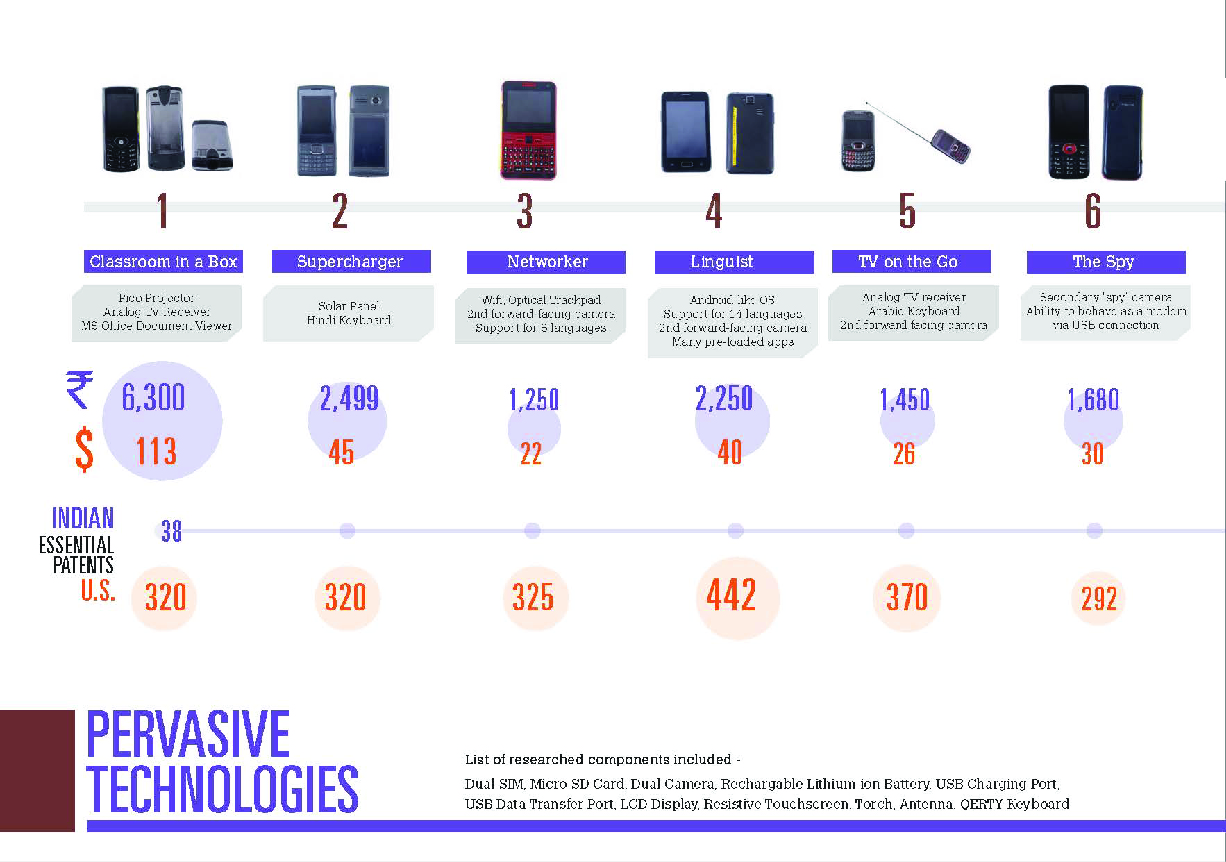 1
2
3
4
5
6
Classroom in a Box
Supercharger
Networker
Linguist
TV on the Go
The Spy
Pico Projector
Analog TV Receiver
MS Office Document Viewer
Solar Panel
Hindi Keyboard
Wifi, Optical Trackpad
2nd forward-facing camera
Support for 8 languages
Android-like OS
Support for 14 languages
2nd forward-facing camera
Many pre-loaded apps
Analog TV receiver
Arabic Keyboard
2nd forward facing camera
Secondary 'spy' camera
Ability to behave as a modem
via USB connection
₹
6,300
2,499
1,250
2,250
1,450
1,680
$
113
45
22
40
26
30
INDIAN
ESSENTIAL
PATENTS
U.S.
38
320
320
325
442
370
292
PERVASIVE
TECHNOLOGIES
List of researched components included -
Dual SIM, Micro SD Card, Dual Camera, Rechargable Lithium ion Battery, USB Charging Port,
USB Data Transfer Port, LCD Display, Resistive Touchscreen, Torch, Antenna, QERTY Keyboard